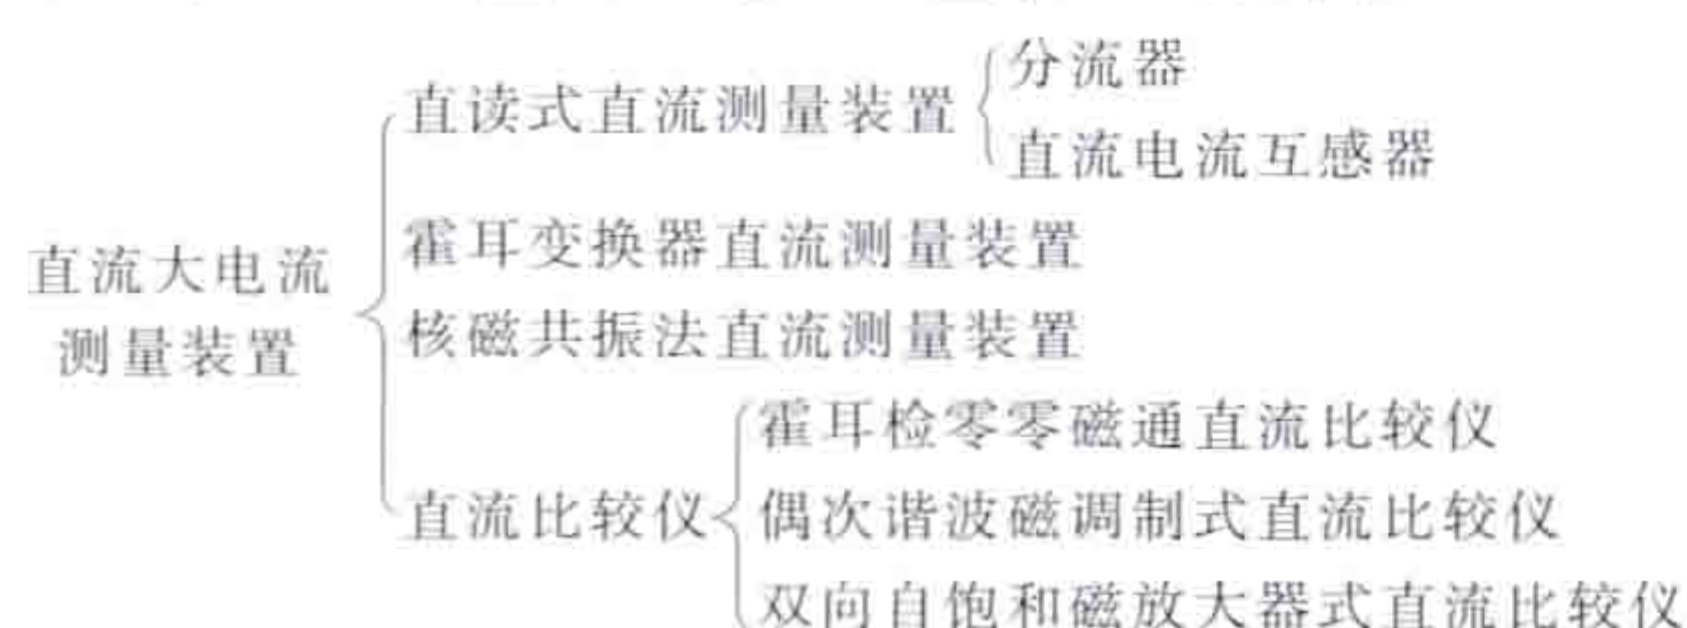 分流器
直读式直流测量装置
直流电流互感器
霍耳变换器直流测量装置
直流大电流
核磁共振法直流测量装置
测量装置
霍耳检零零磁通直流比较仪
直流比较仪
偶次谐波磁调制式直流比较仪
双向自饱和磁放大器式直流比较仪